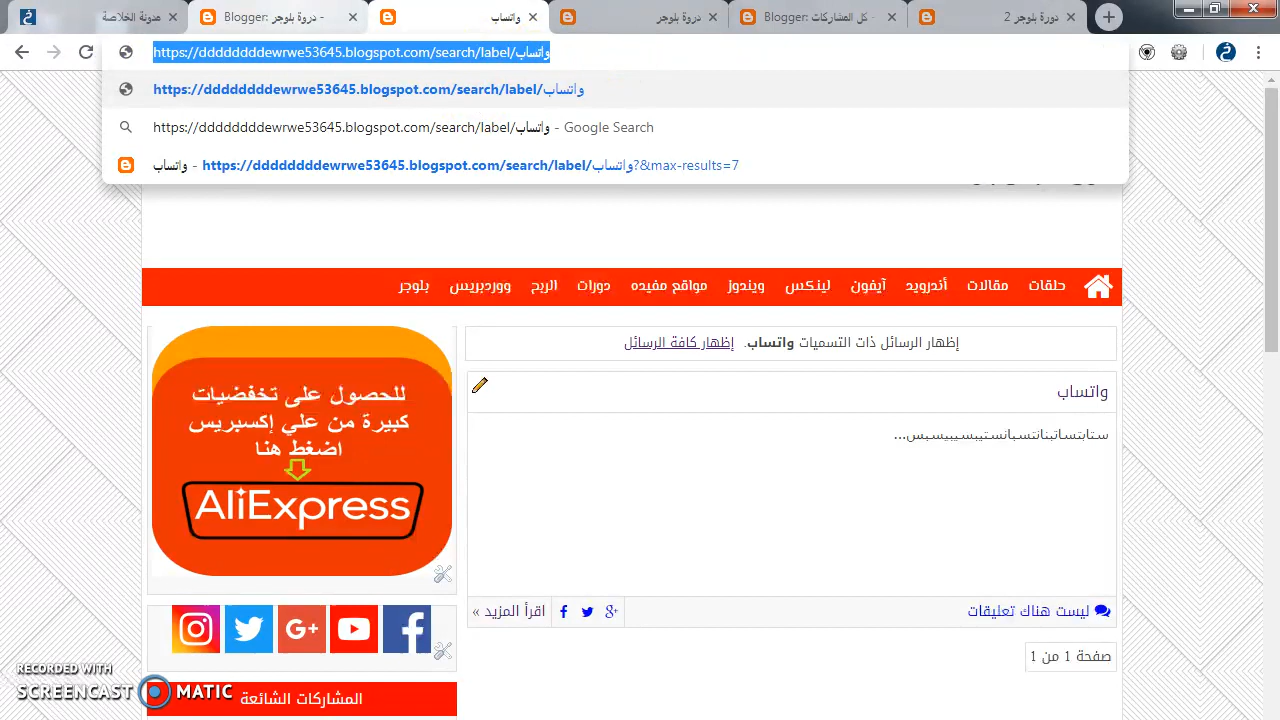 مدونة الخلاصة
Blogger: دروة بلوجر -
واتساب
دروة بلوجر
Blogger: كل المشاركات -
دورة بلوجر 2
https://ddddddddewrwe53645.blogspot.com/search/label/واتساب
https://ddddddddewrwe53645.blogspot.com/search/label/واتساب
https://ddddddddewrwe53645.blogspot.com/search/label/واتساب - Google Search
واتساب - https://ddddddddewrwe53645.blogspot.com/search/label/واتساب?&max-results=7
حلقات مقالات أندرويد آيفون لينكس ويندوز مواقع مفيده دورات الربح ووردبريس بلوجر
إظهار الرسائل ذات التسميات واتساب. إظهار كافة الرسائل
واتساب
ستابتساتبنانتسبانستيبسيبيسبس...
ليست هناك تعليقات
اقرأ المزيد »
صفحة 1 من 1
للحصول على تخفضيات
كبيرة من علي إكسبريس
اضغط هنا
AliExpress
المشاركات الشائعة
RECORDED WITH
SCREENCAST MATIC